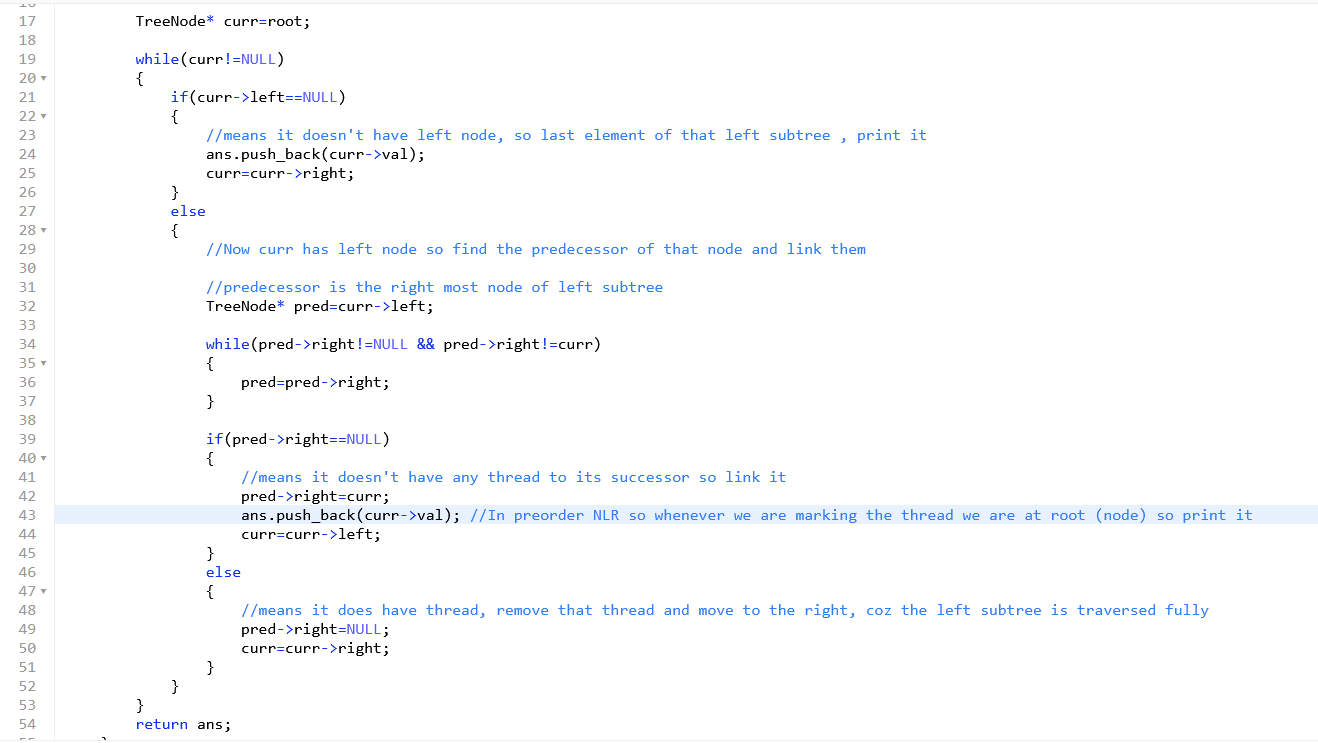 17 TreeNode* curr=root;
18
19 while(curr!=NULL)
20 {
21 if(curr->left==NULL)
22 {
23 //means it doesn't have left node, so last element of that left subtree , print it
24 ans.push_back(curr->val);
25 curr=curr->right;
26 }
27 else
28 {
29 //Now curr has left node so find the predecessor of that node and link them
30
31 //predecessor is the right most node of left subtree
32 TreeNode* pred=curr->left;
33
34 while(pred->right!=NULL && pred->right!=curr)
35 {
36 pred=pred->right;
37 }
38
39 if(pred->right==NULL)
40 {
41 //means it doesn't have any thread to its successor so link it
42 pred->right=curr;
43 ans.push_back(curr->val); //In preorder NLR so whenever we are marking the thread we are at root (node) so print it
44 curr=curr->left;
45 }
46 else
47 {
48 //means it does have thread, remove that thread and move to the right, coz the left subtree is traversed fully
49 pred->right=NULL;
50 curr=curr->right;
51 }
52 }
53 }
54 return ans;